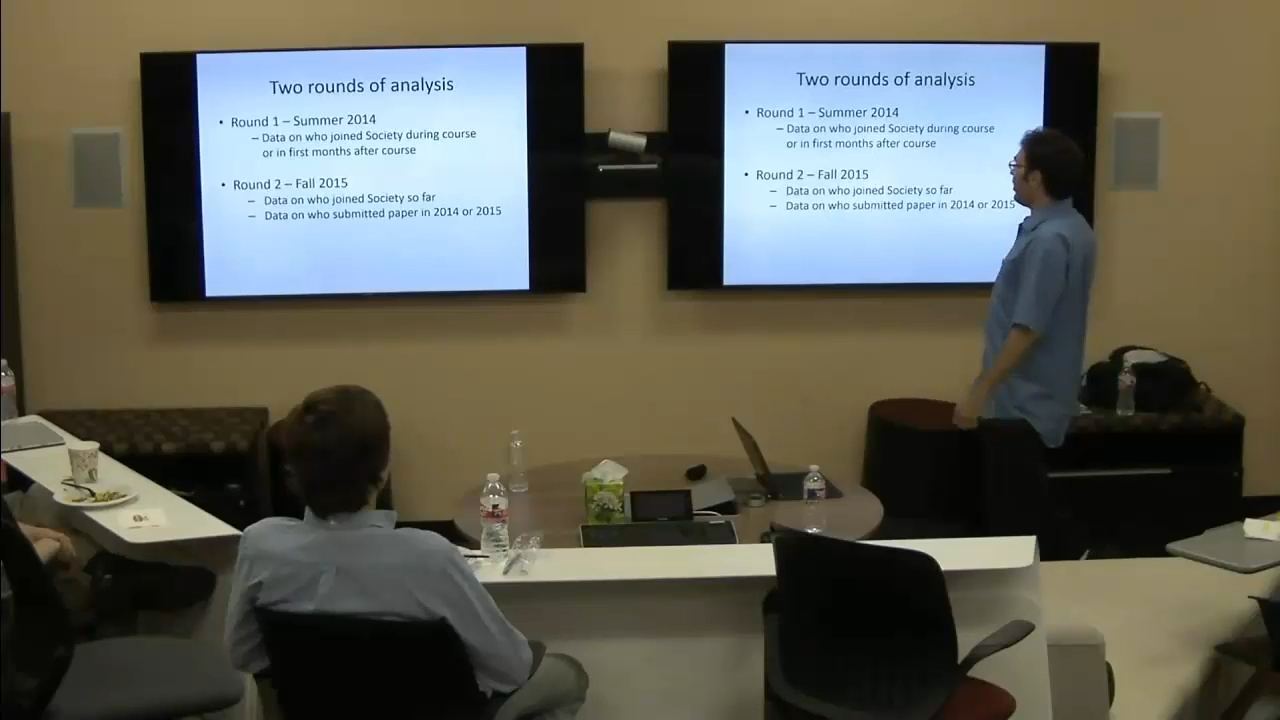 Two rounds of analysis
• Round 1 – Summer 2014
– Data on who joined Society during course
or in first months after course
• Round 2 – Fall 2015
– Data on who joined Society so far
– Data on who submitted paper in 2014 or 2015
Two rounds of analysis
• Round 1 – Summer 2014
– Data on who joined Society during course
or in first months after course
• Round 2 – Fall 2015
– Data on who joined Society so far
– Data on who submitted paper in 2014 or 2015